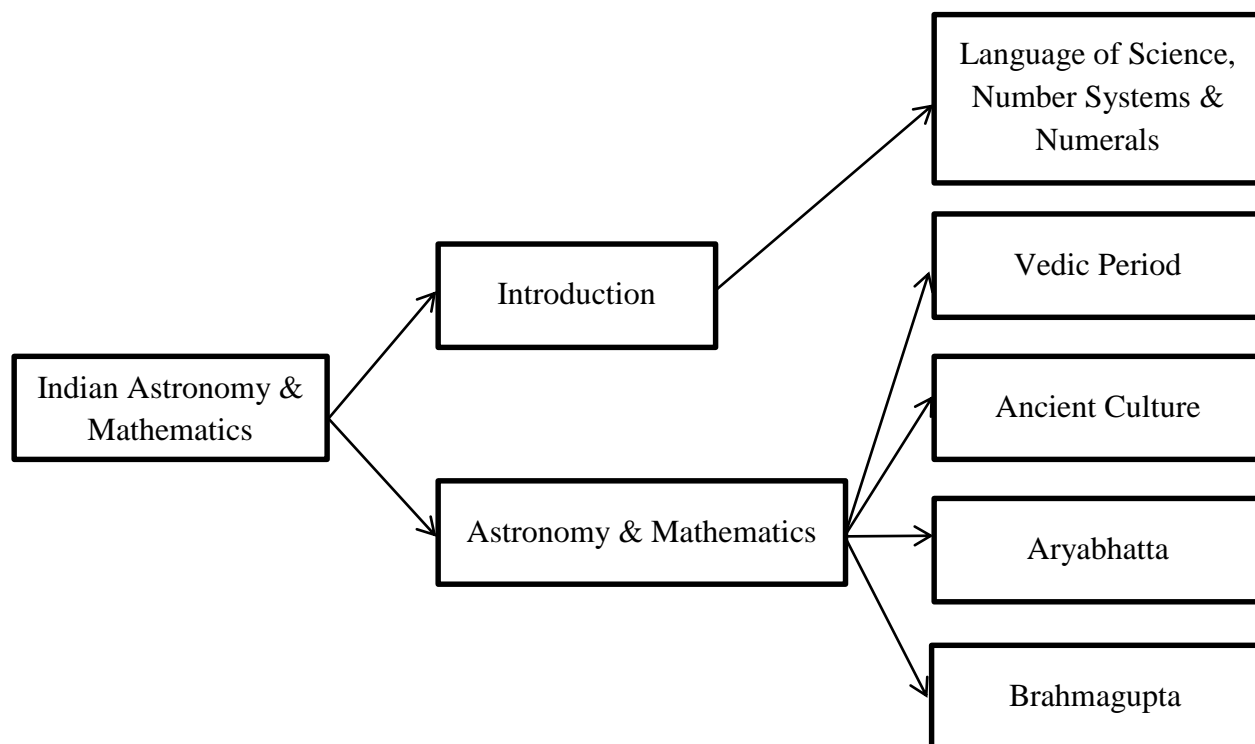 Indian Astronomy &
Mathematics
Introduction
Astronomy & Mathematics
Language of Science,
Number Systems &
Numerals
Vedic Period
Ancient Culture
Aryabhatta
Brahmagupta